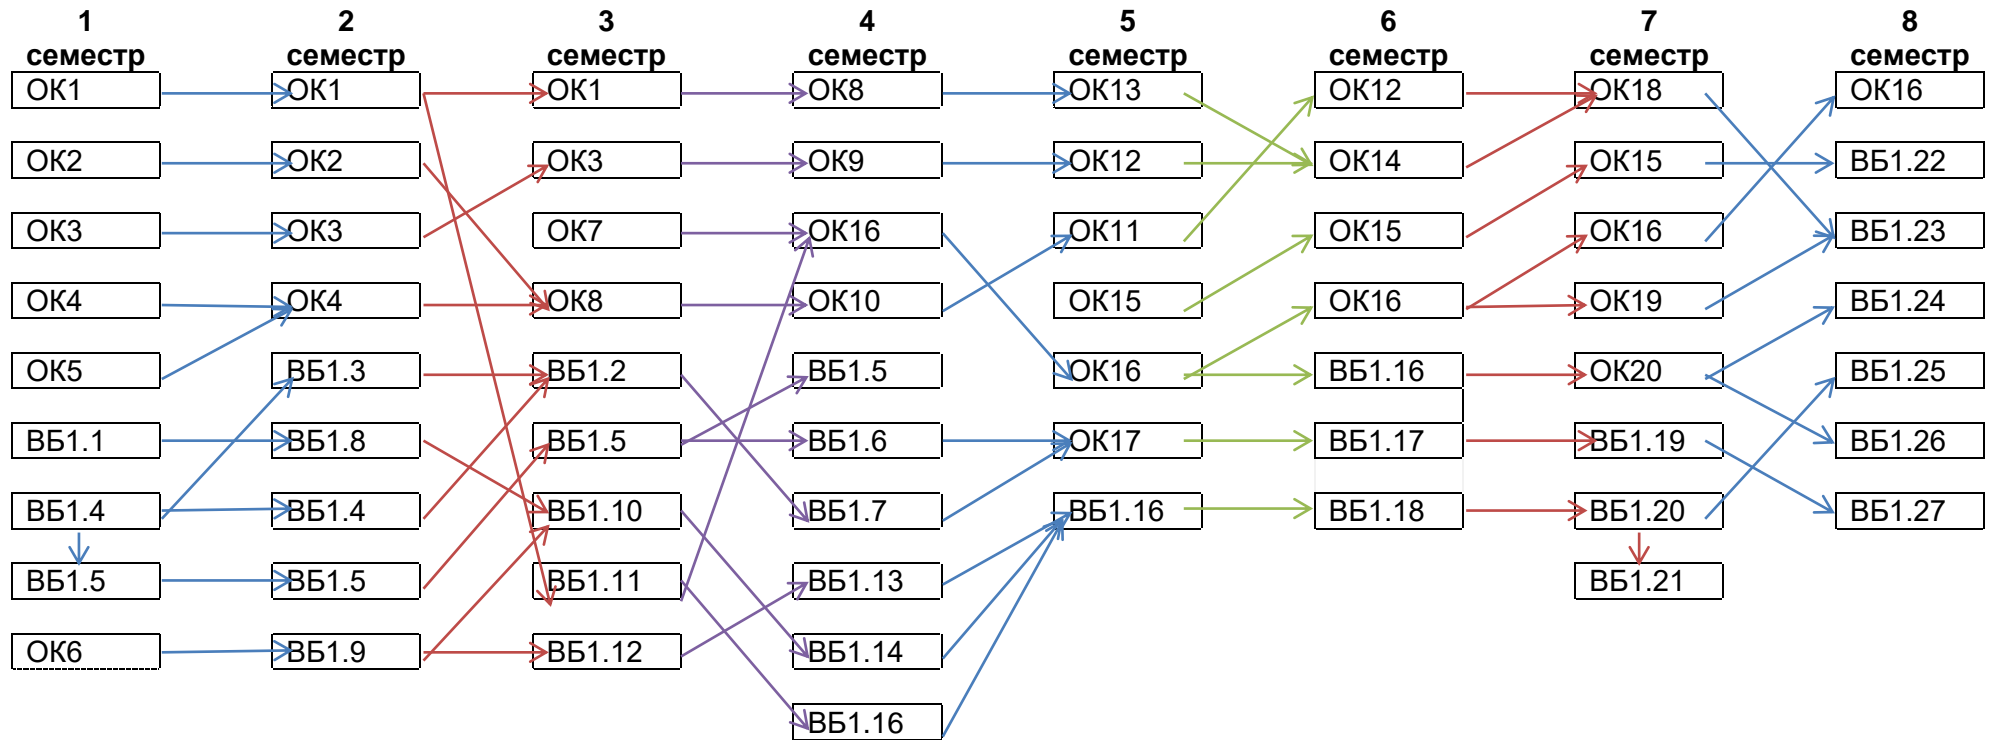 1 2 3 4 5 6 7 8
семестр семестр семестр семестр семестр семестр семестр семестр
ОК1 ОК1 ОК1 ОК8 ОК13 ОК12 ОК18 ОК16
ОК2 ОК2 ОК3 ОК9 ОК12 ОК14 ОК15 ВБ1.22
ОК3 ОК3 ОК7 ОК16 ОК11 ОК15 ОК16 ВБ1.23
ОК4 ОК4 ОК8 ОК10 ОК15 ОК16 ОК19 ВБ1.24
ОК5 ВБ1.3 ВБ1.2 ВБ1.5 ОК16 ВБ1.16 ОК20 ВБ1.25
ВБ1.1 ВБ1.8 ВБ1.5 ВБ1.6 ОК17 ВБ1.17 ВБ1.19 ВБ1.26
ВБ1.4 ВБ1.4 ВБ1.10 ВБ1.7 ВБ1.16 ВБ1.18 ВБ1.20 ВБ1.27
ВБ1.5 ВБ1.5 ВБ1.11 ВБ1.13 ВБ1.21
ОК6 ВБ1.9 ВБ1.12 ВБ1.14
ВБ1.16